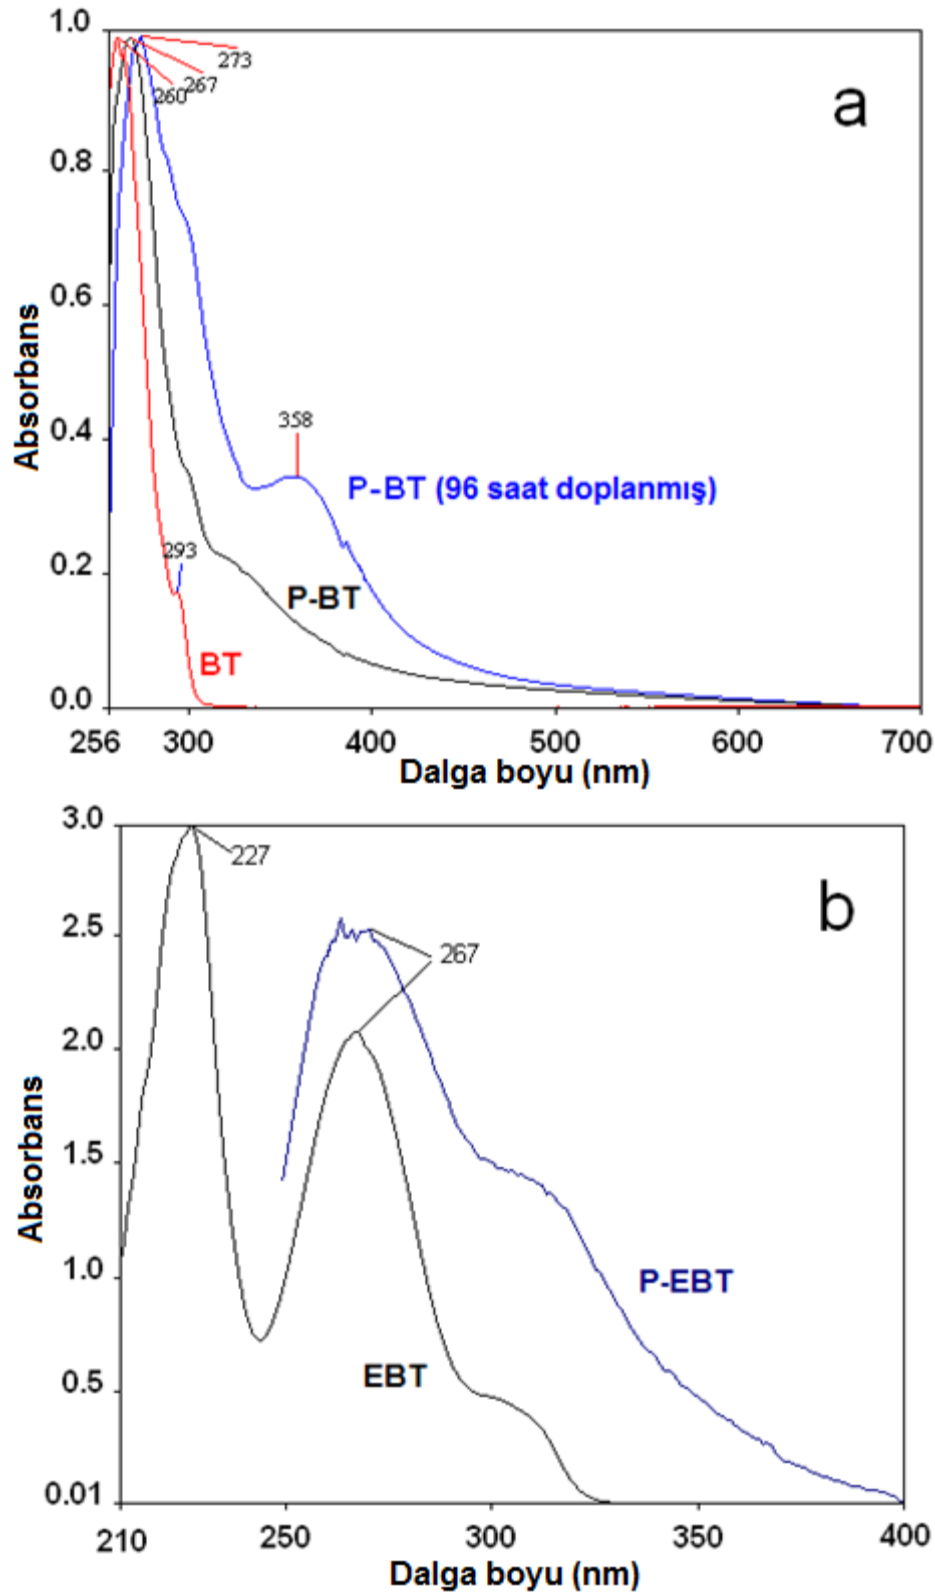 1.0
273
267
260
a
0.8
Absorbans
0.6
0.4
358
P-BT (96 saat doplanmış)
293
0.2
P-BT
BT
0.0
256 300 400 500 600 700
Dalga boyu (nm)
3.0
227
b
2.5
267
2.0
Absorbans
1.5
1.0
P-EBT
EBT
0.5
0.01
210 250 300 350 400
Dalga boyu (nm)